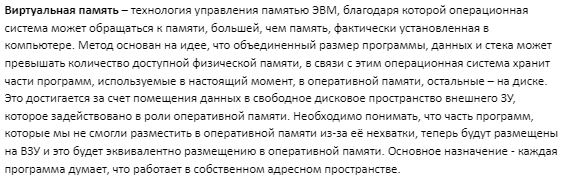 Виртуальная память – технология управления памятью ЭВМ, благодаря которой операционная
система может обращаться к памяти, большей, чем память, фактически установленная в
компьютере. Метод основан на идее, что объединенный размер программы, данных и стека может
превышать количество доступной физической памяти, в связи с этим операционная система хранит
части программ, используемые в настоящий момент, в оперативной памяти, остальные – на диске.
Это достигается за счет помещения данных в свободное дисковое пространство внешнего ЗУ,
которое задействовано в роли оперативной памяти. Необходимо понимать, что часть программ,
которые мы не смогли разместить в оперативной памяти из-за её нехватки, теперь будут размещены
на ВЗУ и это будет эквивалентно размещению в оперативной памяти. Основное назначение - каждая
программа думает, что работает в собственном адресном пространстве.